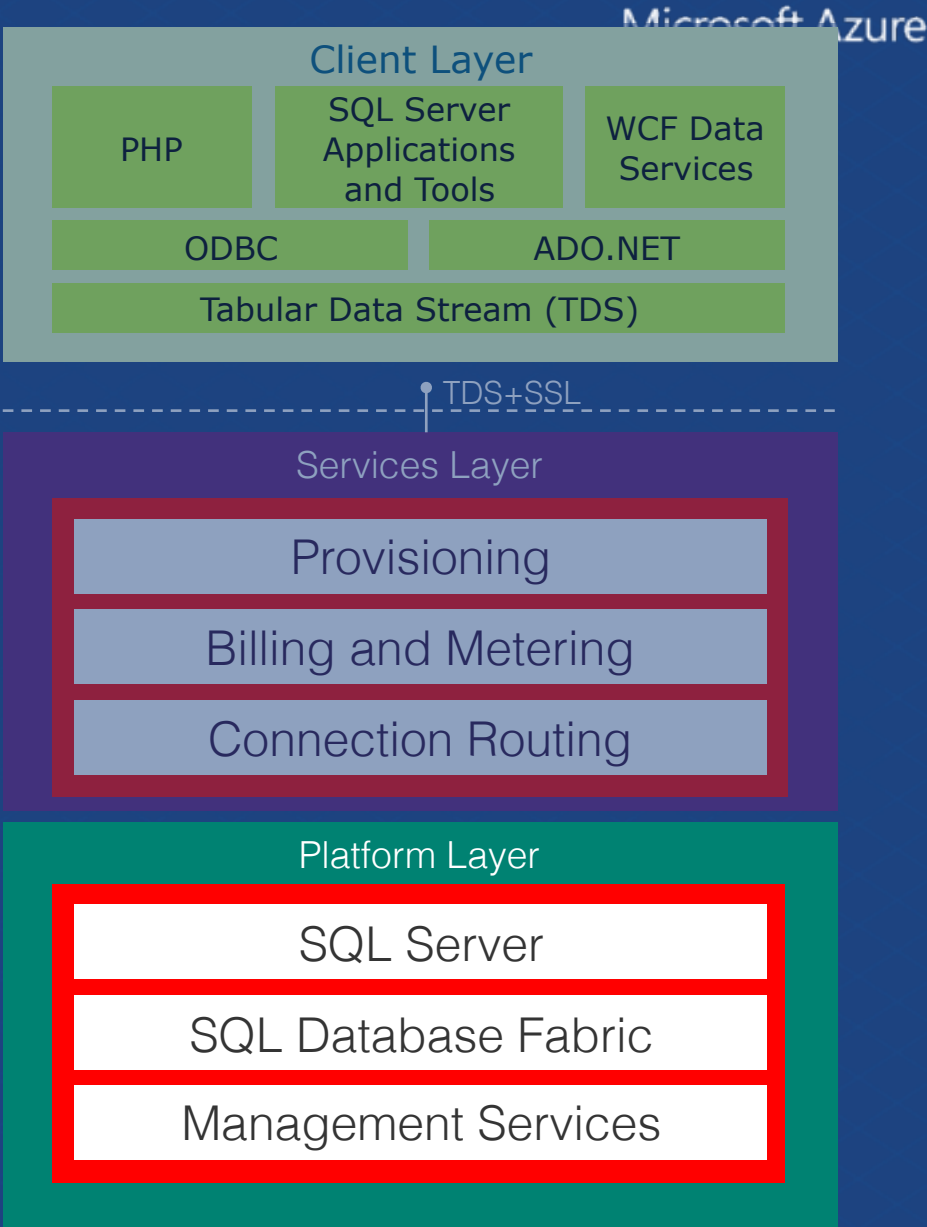 Microsoft Azure
Client Layer
PHP
SQL Server
Applications
and Tools
WCF Data
Services
ODBC
ADO.NET
Tabular Data Stream (TDS)
TDS+SSL
Services Layer
Provisioning
Billing and Metering
Connection Routing
Platform Layer
SQL Server
SQL Database Fabric
Management Services